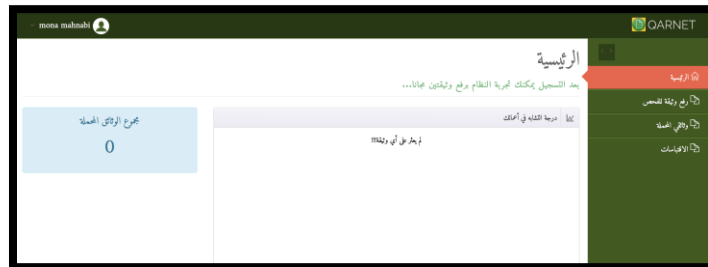 QARNET
mona mahnabi
الرئيسية
رفع وثيقة للفحص
وثائقي المحملة
الاقتباسات
الرئيسية
بعد التسجيل يمكنك تجربة النظام برفع وثيقتين مجانا...
درجة التشابه في أعمالك
لم يعثر على أي وثيقة!!!
مجموع الوثائق المحملة
0